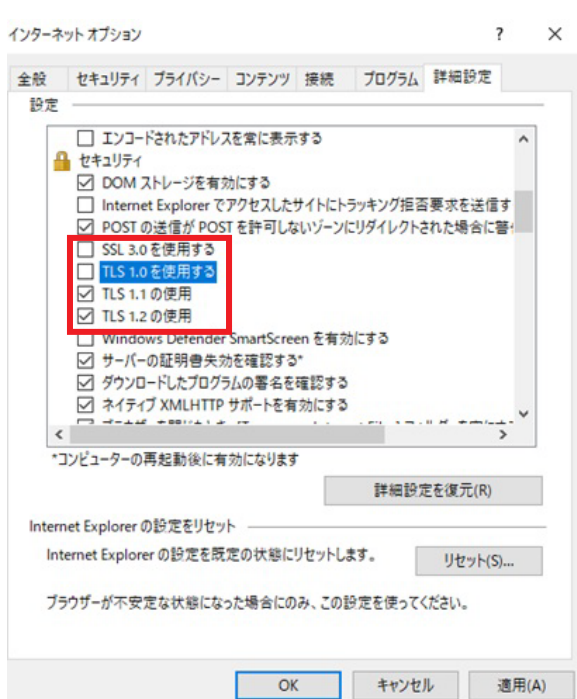 インターネット オプション ? ×
全般 セキュリティ プライバシー コンテンツ 接続 プログラム 詳細設定
設定
エンコードされたアドレスを常に表示する
セキュリティ
DOM ストレージを有効にする
Internet Explorer でアクセスしたサイトにトラッキング拒否要求を送信す
POST の送信が POST を許可しないゾーンにリダイレクトされた場合に警
SSL 3.0 を使用する
TLS 1.0 を使用する
TLS 1.1 の使用
TLS 1.2 の使用
Windows Defender SmartScreen を有効にする
サーバーの証明書失効を確認する*
ダウンロードしたプログラムの署名を確認する
ネイティブ XMLHTTP サポートを有効にする
*コンピューターの再起動後に有効になります
詳細設定を復元(R)
Internet Explorer の設定をリセット
Internet Explorer の設定を既定の状態にリセットします。
リセット(S)...
ブラウザーが不安定な状態になった場合にのみ、この設定を使ってください。
OK キャンセル 適用(A)